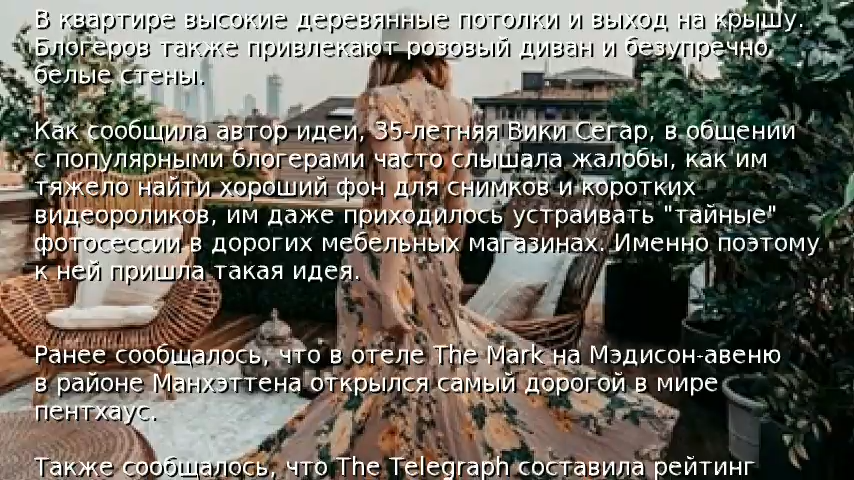 В квартире высокие деревянные потолки и выход на крышу.
Блогеров также привлекают розовый диван и безупречно
белые стены.
Как сообщила автор идеи, 35-летняя Вики Сегар, в общении
с популярными блогерами часто слышала жалобы, как им
тяжело найти хороший фон для снимков и коротких
видеороликов, им даже приходилось устраивать "тайные"
фотосессии в дорогих мебельных магазинах. Именно поэтому
к ней пришла такая идея.
Ранее сообщалось, что в отеле The Mark на Мэдисон-авеню
в районе Манхэттена открылся самый дорогой в мире
пентхаус.
Также сообщалось, что The Telegraph составила рейтинг